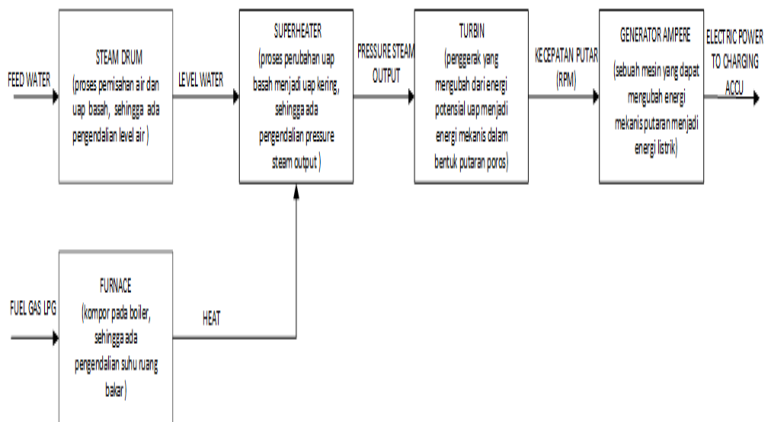 FEED WATER
STEAM DRUM
(proses pemisahan air dan
uap basah, sehingga ada
pengendalian level air )
LEVEL WATER
SUPERHEATER
(proses perubahan uap
basah menjadi uap kering,
sehingga ada
pengendalian pressure
steam output )
PRESSURE STEAM
OUTPUT
TURBIN
(penggerak yang
mengubah dari energi
potensial uap menjadi
energi mekanis dalam
bentuk putaran poros)
KECEPATAN PUTAR
(RPM)
GENERATOR AMPERE
(sebuah mesin yang dapat
mengubah energi
mekanis putaran menjadi
energi listrik)
ELECTRIC POWER
TO CHARGING
ACCU
FUEL GAS LPG
FURNACE
(kompor pada boiler,
sehingga ada
pengendalian suhu ruang
bakar )
HEAT